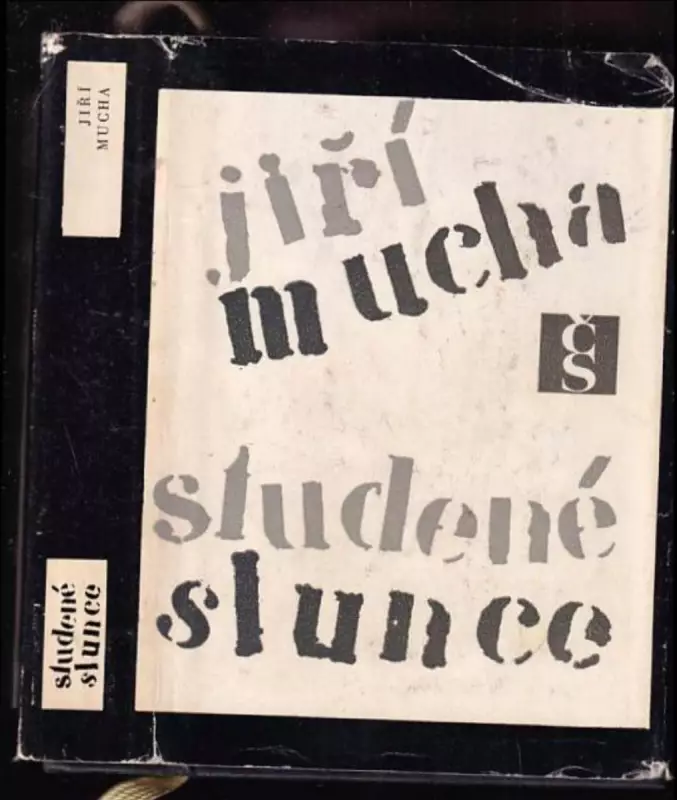 JIŘÍ
MUCHA
studené
slunce
jiří
mucha
ČS
studené
slunce